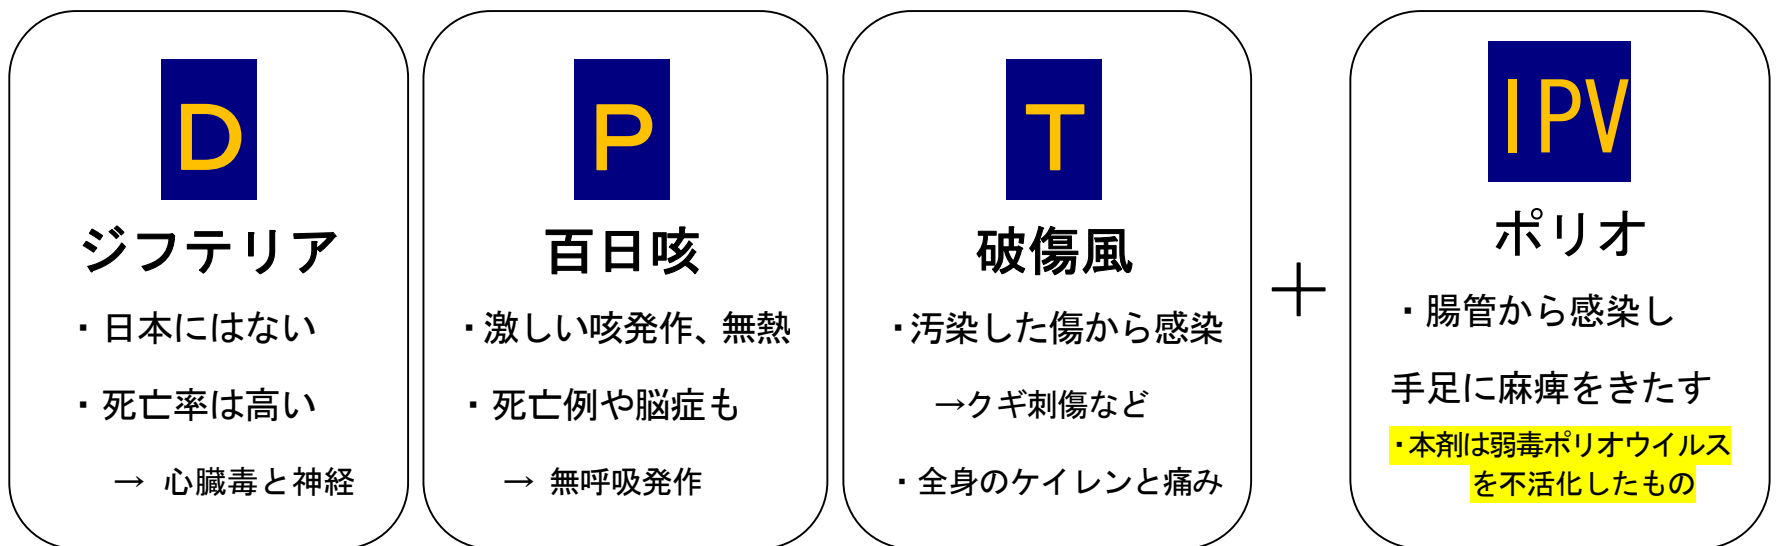 D
ジフテリア
・日本にはない
・死亡率は高い
→ 心臓毒と神経
P
百日咳
・激しい咳発作、無熱
・死亡例や脳症も
→ 無呼吸発作
T
破傷風
・汚染した傷から感染
→クギ刺傷など
・全身のケイレンと痛み
＋
IPV
ポリオ
・腸管から感染し
手足に麻痺をきたす
・本剤は弱毒ポリオウイルス
を不活化したもの